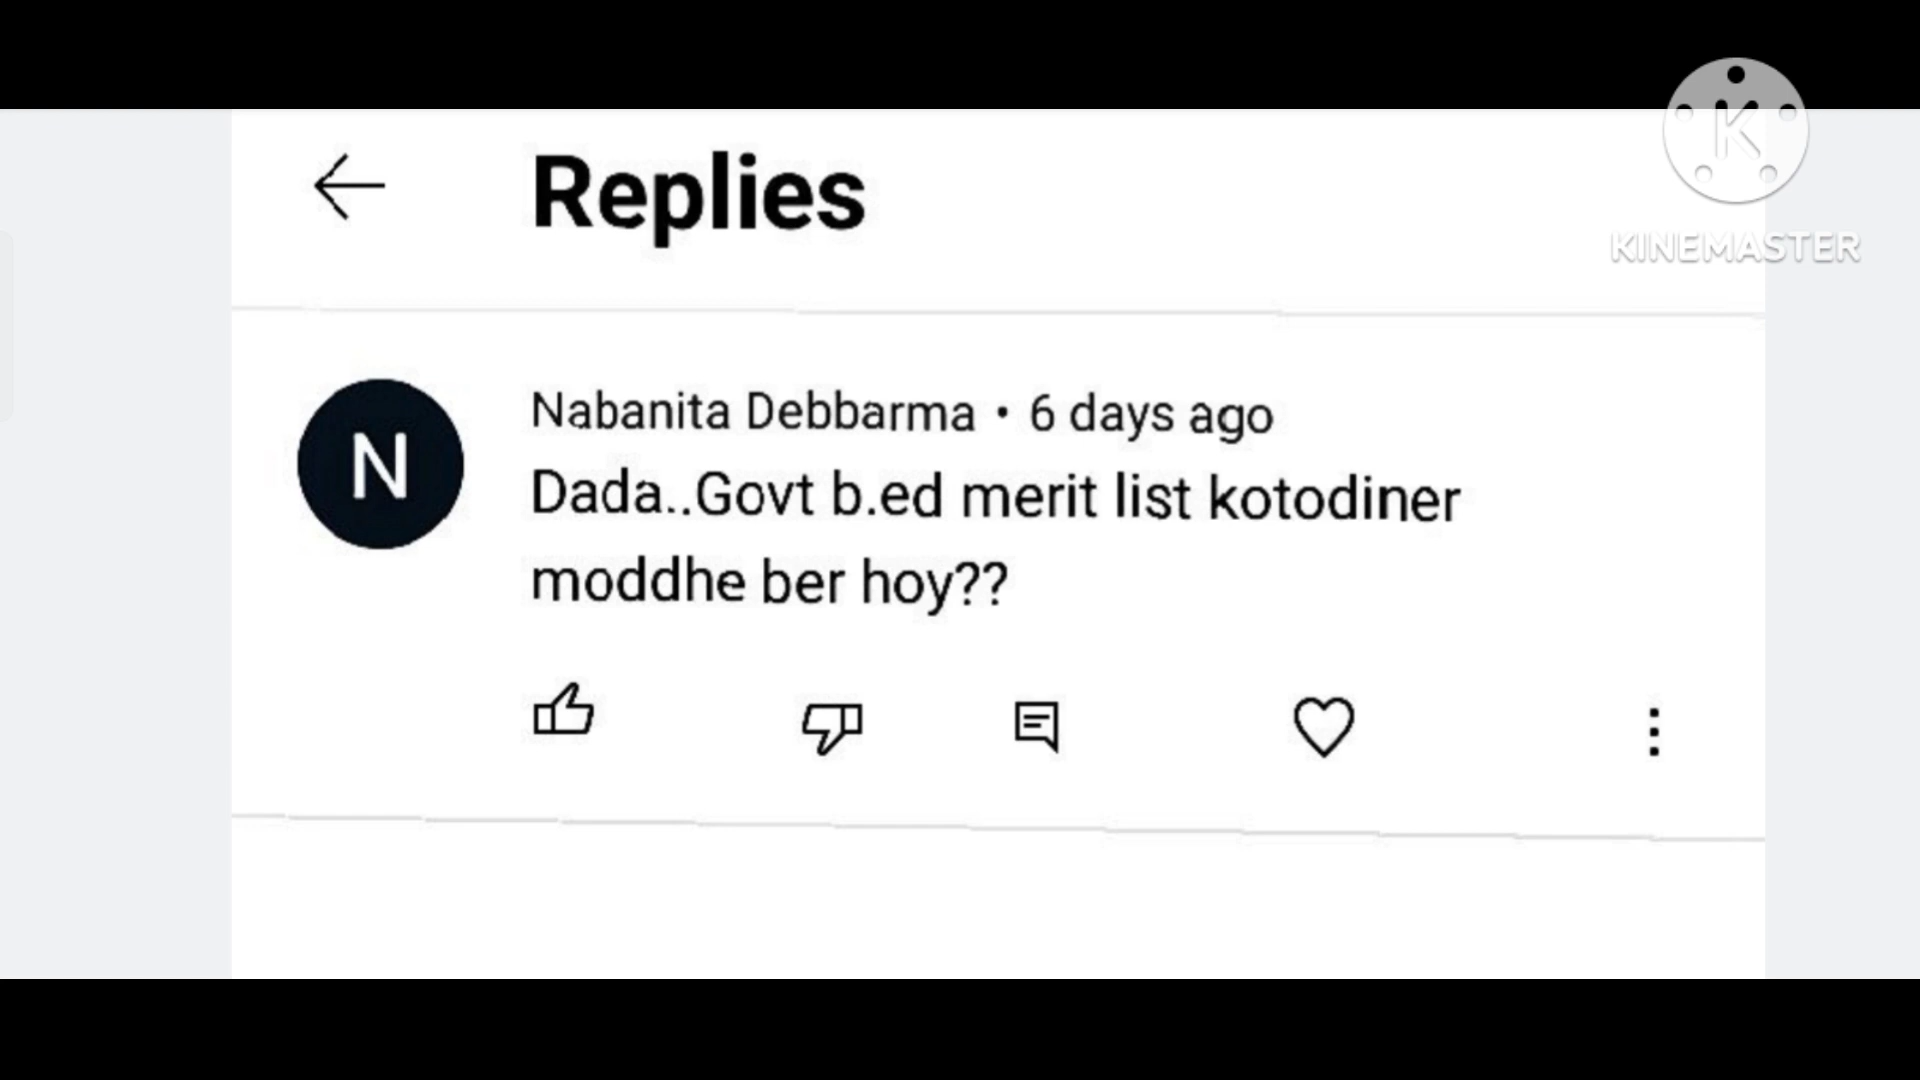 Replies
K
KINEMASTER
N
Nabanita Debbarma • 6 days ago
Dada..Govt b.ed merit list kotodiner
moddhe ber hoy??